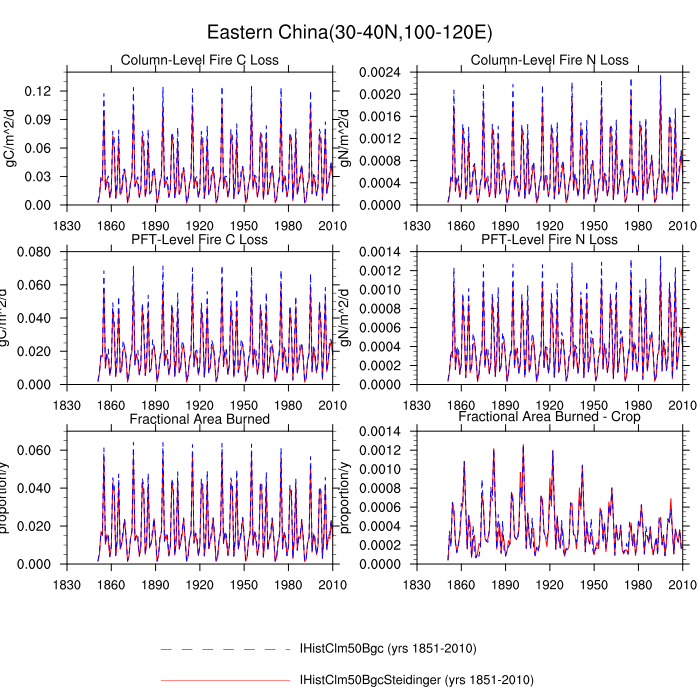 Eastern China(30-40N,100-120E)
Column-Level Fire C Loss
Column-Level Fire N Loss
gC/m^2/d
0.12
0.09
0.06
0.03
0.00
1830 1860 1890 1920 1950 1980 2010
gN/m^2/d
0.0024
0.0020
0.0016
0.0012
0.0008
0.0004
0.0000
1830 1860 1890 1920 1950 1980 2010
PFT-Level Fire C Loss
PFT-Level Fire N Loss
gC/m^2/d
0.080
0.060
0.040
0.020
0.000
1830 1860 1890 1920 1950 1980 2010
gN/m^2/d
0.0014
0.0012
0.0010
0.0008
0.0006
0.0004
0.0002
0.0000
1830 1860 1890 1920 1950 1980 2010
Fractional Area Burned
Fractional Area Burned - Crop
proportion/y
0.060
0.040
0.020
0.000
1830 1860 1890 1920 1950 1980 2010
proportion/y
0.0014
0.0012
0.0010
0.0008
0.0006
0.0004
0.0002
0.0000
1830 1860 1890 1920 1950 1980 2010
IHistClm50Bgc (yrs 1851-2010)
IHistClm50BgcSteidinger (yrs 1851-2010)